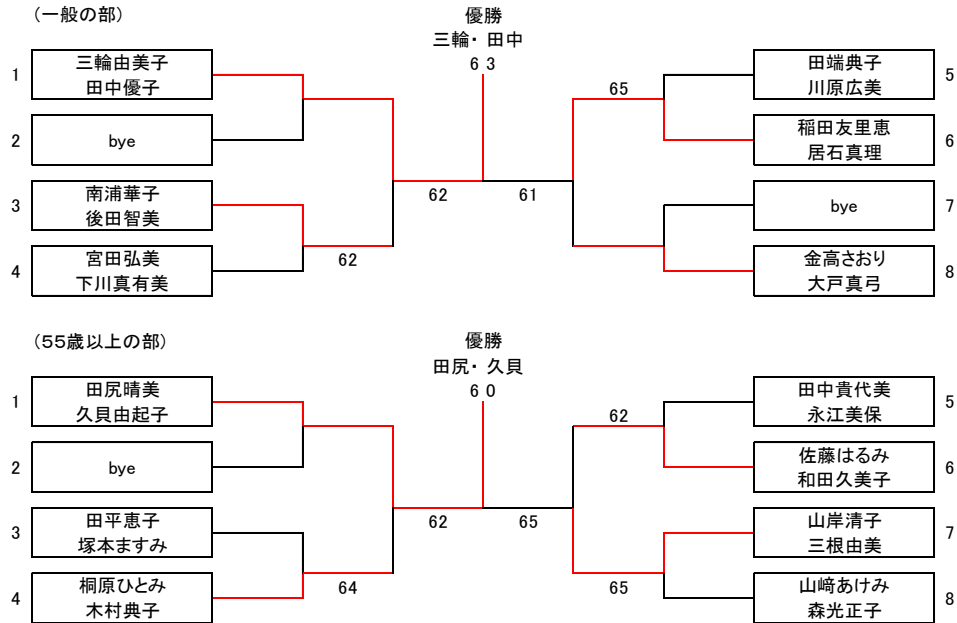 (一般の部)
優勝
三輪・田中
6 3
1
三輪由美子
田中優子
2
bye
3
南浦華子
後田智美
4
宮田弘美
下川真有美
62
62
61
65
田端典子
川原広美
5
稲田友里恵
居石真理
6
bye
7
金高さおり
大戸真弓
8
(55歳以上の部)
優勝
田尻・久貝
6 0
1
田尻晴美
久貝由起子
2
bye
3
田平恵子
塚本ますみ
4
桐原ひとみ
木村典子
64
62
65
62
65
田中貴代美
永江美保
5
佐藤はるみ
和田久美子
6
山岸清子
三根由美
7
山﨑あけみ
森光正子
8